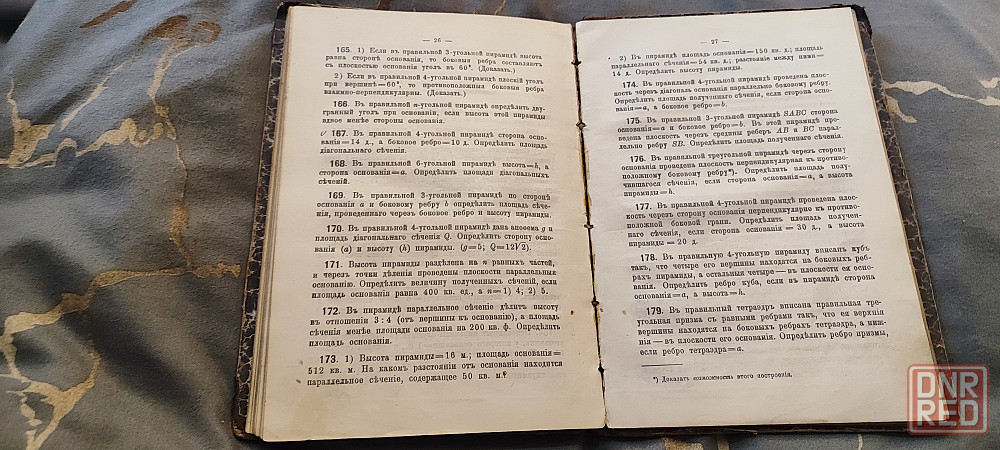 — 26 —
165. 1) Если въ правильной 3-угольной пирамидѣ высота
равна сторонѣ основанія, то боковыя ребра составляютъ
съ плоскостью основанія уголъ въ 60°. (Доказать.)
2) Если въ правильной 4-угольной пирамидѣ плоскій уголъ
при вершинѣ=60°, то противоположныя боковыя ребра
взаимно-перпендикулярны. (Доказать.)
166. Въ правильной n-угольной пирамидѣ опредѣлить дву-
гранный уголъ при основаніи, если высота этой пирамиды
вдвое менѣе стороны основанія.
167. Въ правильной 4-угольной пирамидѣ сторона осно-
ванія=14 д., а боковое ребро=10 д. Опредѣлить площадь
діагональнаго сѣченія.
168. Въ правильной 6-угольной пирамидѣ высота=h, а
сторона основанія=a. Опредѣлить площади діагональныхъ
сѣченій.
169. Въ правильной 3-угольной пирамидѣ по сторонѣ
основанія a и боковому ребру b опредѣлить площадь сѣче-
нія, проведеннаго черезъ боковое ребро и высоту пирамиды.
170. Въ правильной 4-угольной пирамидѣ дана апоѳема g и
площадь діагональнаго сѣченія Q. Опредѣлить сторону осно-
ванія (a) и высоту (h) пирамиды. (g=5; Q=12√2).
171. Высота пирамиды раздѣлена на n равныхъ частей,
и черезъ точки дѣленія проведены плоскости параллельныя
основанію. Опредѣлить величину полученныхъ сѣченій, если
площадь основанія равна 400 кв. ед., а n=1) 4; 2) 5.
172. Въ пирамидѣ параллельное сѣченіе дѣлитъ высоту
въ отношеніи 3:4 (отъ вершины къ основанію), а площадь
сѣченія менѣе площади основанія на 200 кв. ф. Опредѣлить
площадь основанія.
173. 1) Высота пирамиды=16 м.; площадь основанія=
512 кв. м. На какомъ разстояніи отъ основанія находится
параллельное сѣченіе, содержащее 50 кв. м.?
— 27 —
2) Въ пирамидѣ площадь основанія=150 кв. д.; площадь
параллельнаго сѣченія=54 кв. д.; разстояніе между ними=
14 д. Опредѣлить высоту пирамиды.
174. Въ правильной 4-угольной пирамидѣ проведена плос-
кость черезъ діагональ основанія параллельно боковому ребру.
Опредѣлить площадь полученнаго сѣченія, если сторона осно-
ванія=a, а боковое ребро=b.
175. Въ правильной 3-угольной пирамидѣ SABC сторона
основанія=a и боковое ребро=b. Въ этой пирамидѣ про-
ведена плоскость черезъ средины реберъ AB и BC парал-
лельно ребру SB. Опредѣлить площадь полученнаго сѣченія.
176. Въ правильной треугольной пирамидѣ черезъ сторону
основанія проведена плоскость перпендикулярная къ противо-
положному боковому ребру*). Опредѣлить площадь полу-
чившагося сѣченія, если сторона основанія=a, а высота
пирамиды=h.
177. Въ правильной 4-угольной пирамидѣ проведена плос-
кость черезъ сторону основанія перпендикулярно къ противо-
положной боковой грани. Опредѣлить площадь получен-
наго сѣченія, если сторона основанія = 30 д., а высота
пирамиды = 20 д.
178. Въ правильную 4-угольную пирамиду вписанъ кубъ
такъ, что четыре его вершины находятся на боковыхъ реб-
рахъ пирамиды, а остальныя четыре — въ плоскости ея осно-
ванія. Опредѣлить ребро куба, если въ пирамидѣ сторона
основанія=a, а высота=h.
179. Въ правильный тетраэдръ вписана правильная тре-
угольная призма съ равными ребрами такъ, что ея верхнія
вершины находятся на боковыхъ ребрахъ тетраэдра, а ниж-
нія — въ плоскости его основанія. Опредѣлить ребро призмы,
если ребро тетраэдра=a.
*) Доказать возможность этого построенія.
DNR
RED